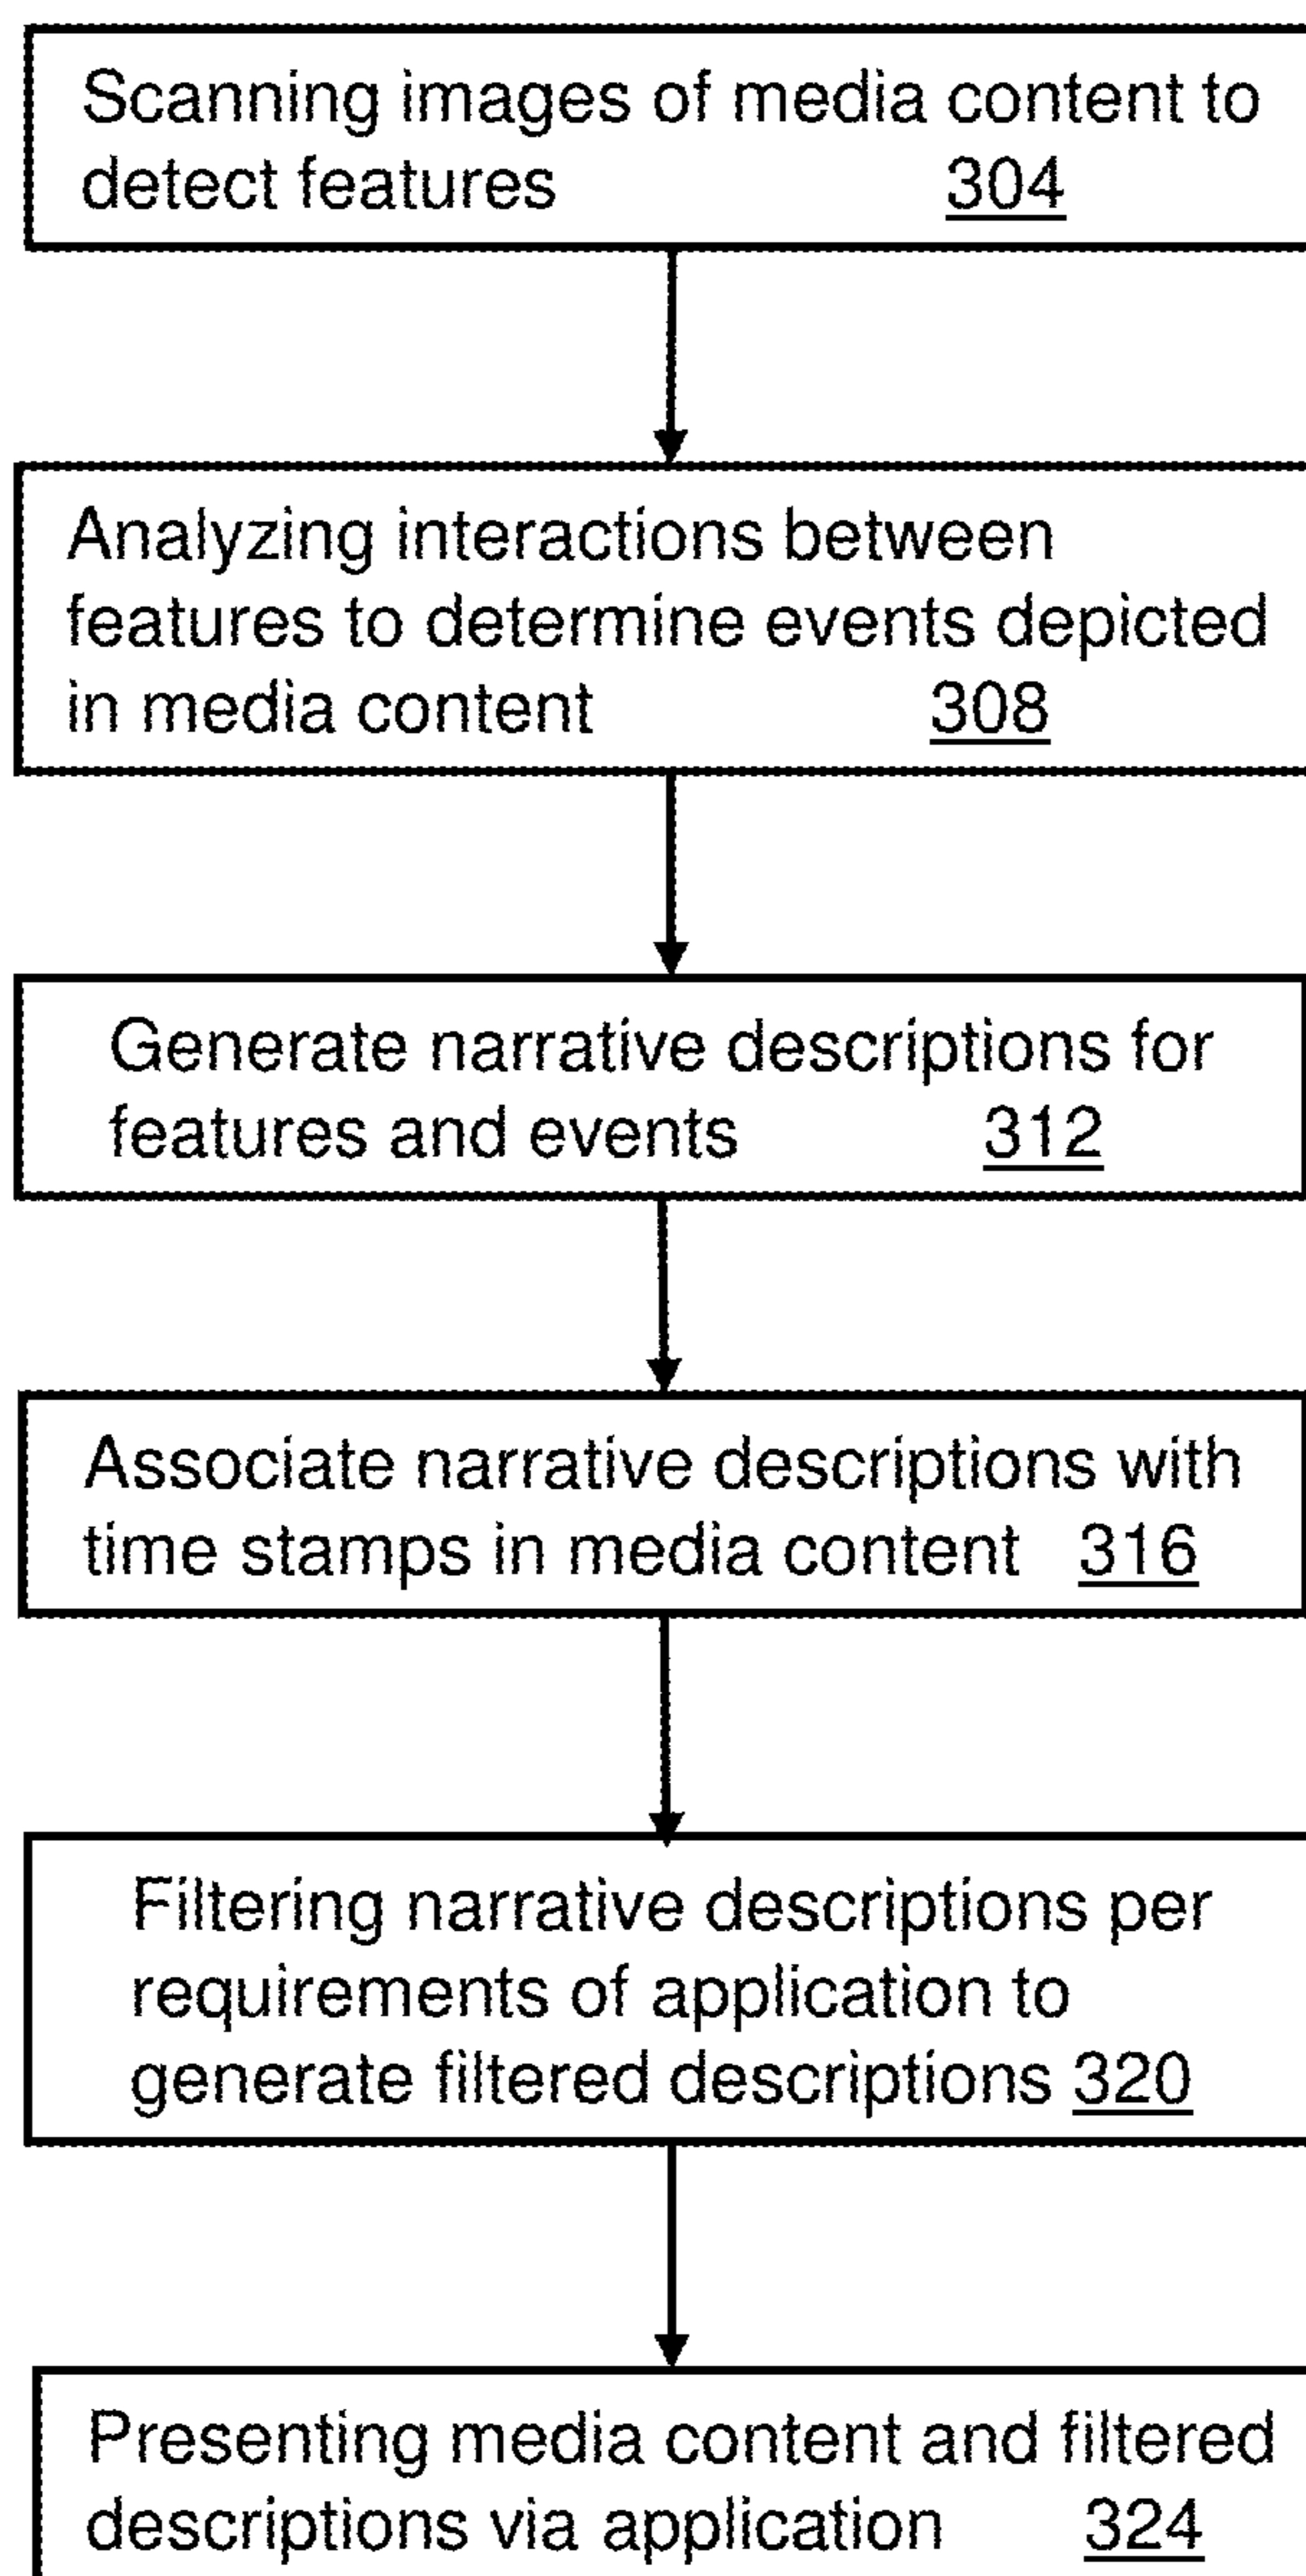 Scanning images of media content to
detect features 304
Analyzing interactions between
features to determine events depicted
in media content 308
Generate narrative descriptions for
features and events 312
Associate narrative descriptions with
time stamps in media content 316
Filtering narrative descriptions per
requirements of application to
generate filtered descriptions 320
Presenting media content and filtered
descriptions via application 324